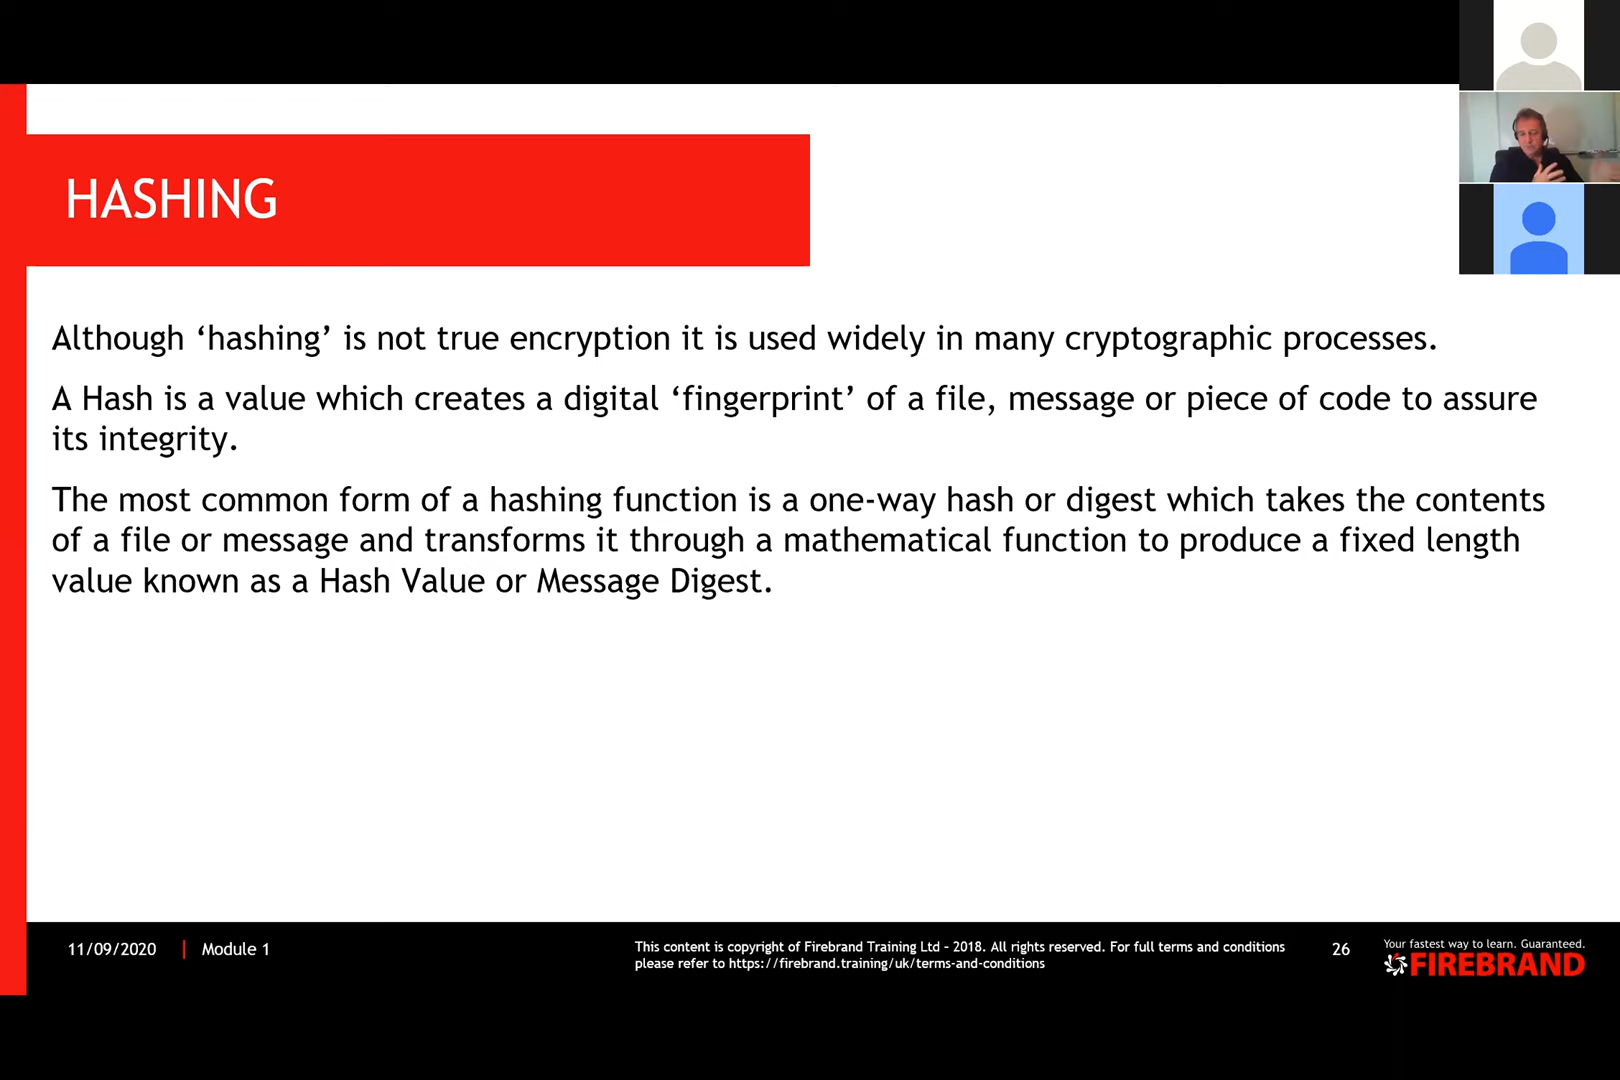 HASHING
Although ‘hashing’ is not true encryption it is used widely in many cryptographic processes.
A Hash is a value which creates a digital ‘fingerprint’ of a file, message or piece of code to assure
its integrity.
The most common form of a hashing function is a one-way hash or digest which takes the contents
of a file or message and transforms it through a mathematical function to produce a fixed length
value known as a Hash Value or Message Digest.
11/09/2020 | Module 1
This content is copyright of Firebrand Training Ltd – 2018. All rights reserved. For full terms and conditions
please refer to https://firebrand.training/uk/terms-and-conditions
26
Your fastest way to learn. Guaranteed.
FIREBRAND